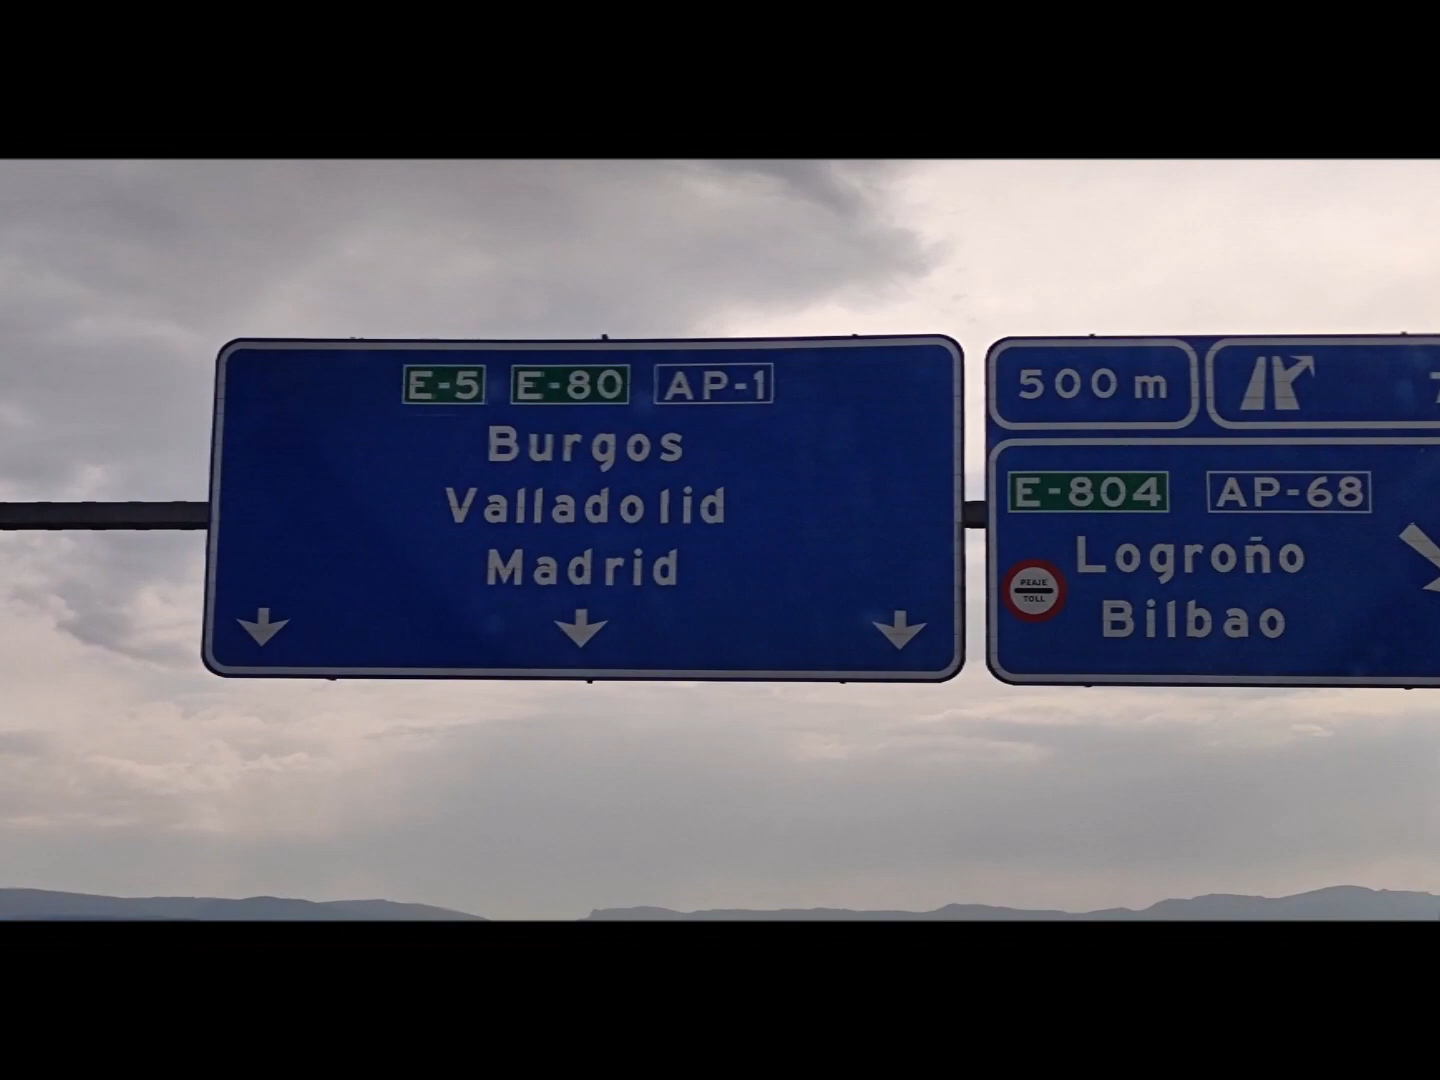 E-5 E-80 AP-1
Burgos
Valladolid
Madrid
500 m
E-804 AP-68
Logroño
Bilbao
PEAJE
TOLL